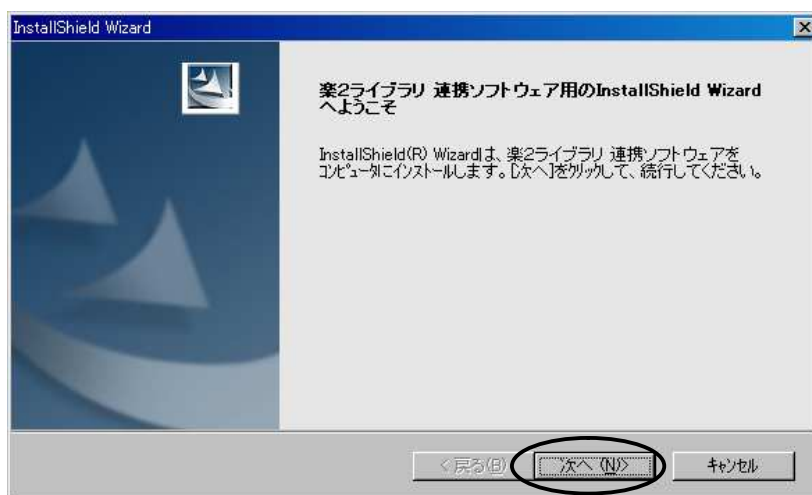 InstallShield Wizard
楽2ライブラリ 連携ソフトウェア用のInstallShield Wizard
へようこそ
InstallShield(R) Wizardは、楽2ライブラリ 連携ソフトウェアを
コンピュータにインストールします。[次へ]をクリックして、続行してください。
< 戻る(B)
次へ (N)>
キャンセル